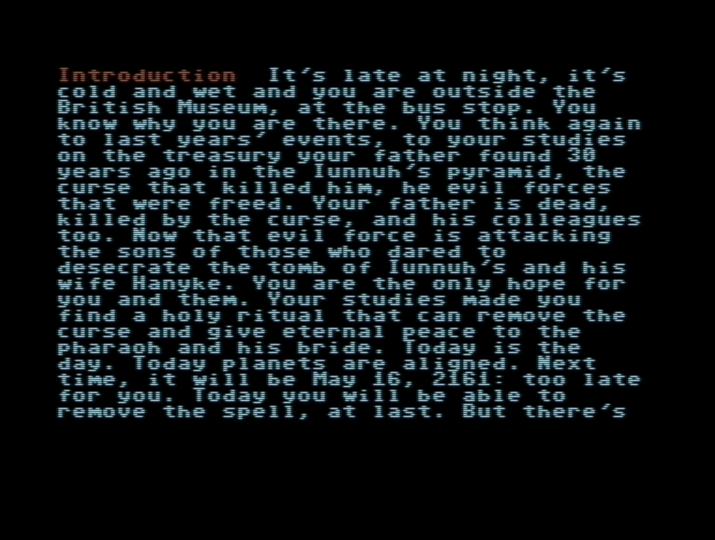 Introduction  It's late at night, it's
cold and wet and you are outside the
British Museum, at the bus stop. You
know why you are there. You think again
to last years' events, to your studies
on the treasury your father found 30
years ago in the Iunnuh's pyramid, the
curse that killed him, he evil forces
that were freed. Your father is dead,
killed by the curse, and his colleagues
too. Now that evil force is attacking
the sons of those who dared to
desecrate the tomb of Iunnuh's and his
wife Hanyke. You are the only hope for
you and them. Your studies made you
find a holy ritual that can remove the
curse and give eternal peace to the
pharaoh and his bride. Today is the
day. Today planets are aligned. Next
time, it will be May 16, 2161: too late
for you. Today you will be able to
remove the spell, at last. But there's